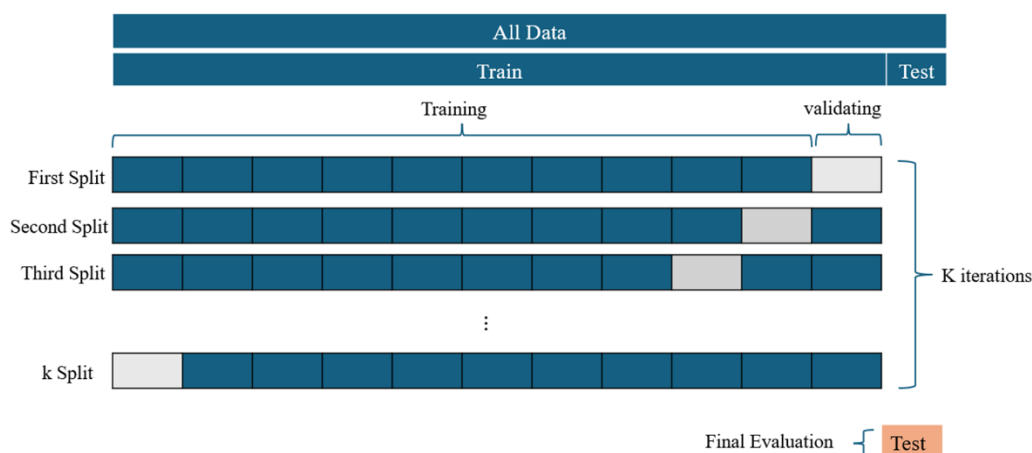 All Data
Train Test
Training validating
First Split
Second Split
Third Split
K iterations
⋮
k Split
Final Evaluation Test